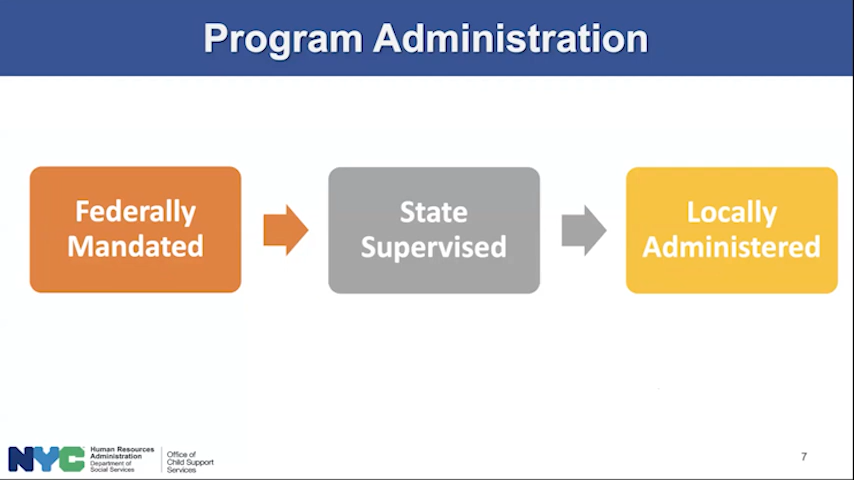 Program Administration
Federally
Mandated
State
Supervised
Locally
Administered
NYC
Human Resources
Administration
Department of
Social Services
Office of
Child Support
Services
7